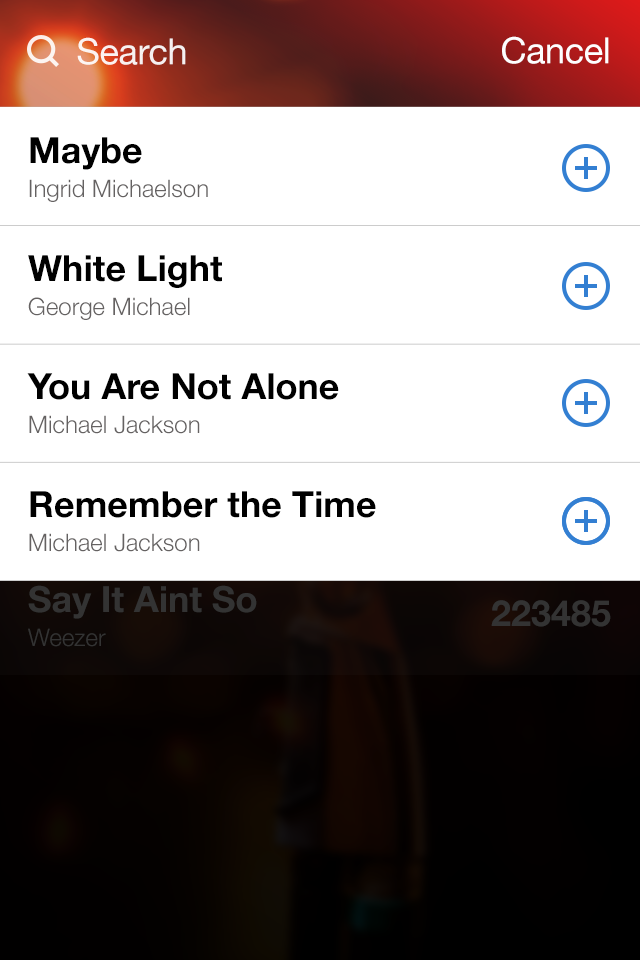 Search
Cancel
Maybe
Ingrid Michaelson
White Light
George Michael
You Are Not Alone
Michael Jackson
Remember the Time
Michael Jackson
Say It Aint So
223485
Weezer